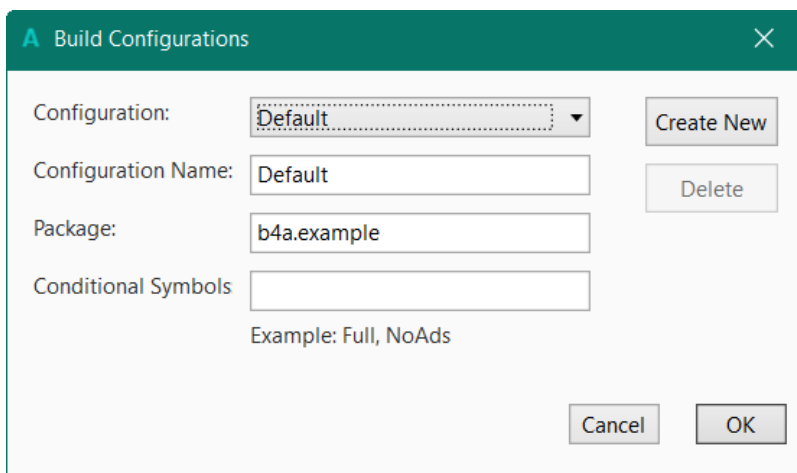 A Build Configurations
Configuration: Default Create New
Configuration Name: Default Delete
Package: b4a.example
Conditional Symbols
Example: Full, NoAds
Cancel OK